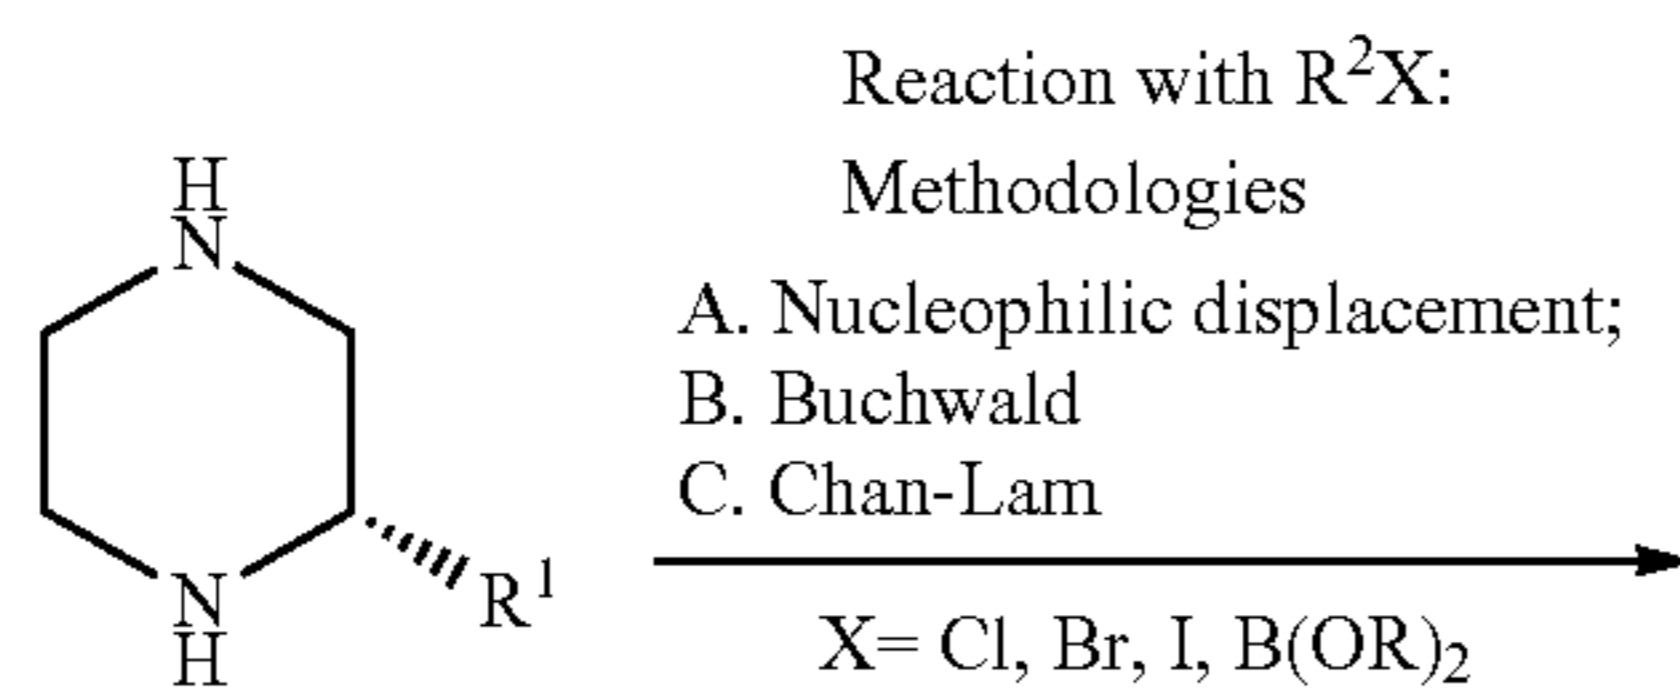 Reaction with R²X:
Methodologies
H
N
A. Nucleophilic displacement;
B. Buchwald
C. Chan-Lam
N
H
R¹
X= Cl, Br, I, B(OR)₂